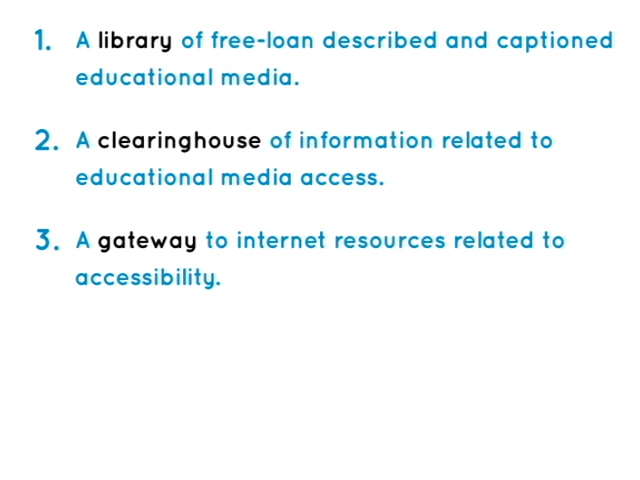 1. A library of free-loan described and captioned
educational media.
2. A clearinghouse of information related to
educational media access.
3. A gateway to internet resources related to
accessibility.